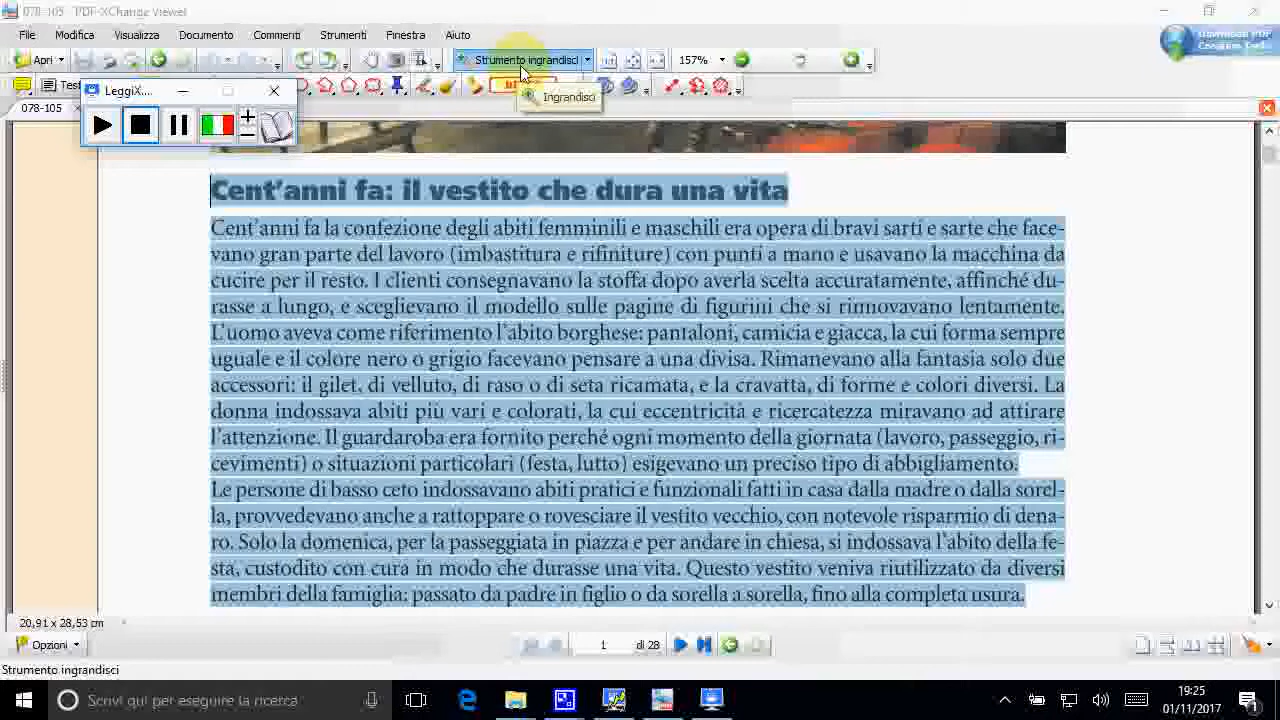 078-105 - PDF-XChange Viewer
File Modifica Visualizza Documento Commenti Strumenti Finestra Aiuto
Apri Strumento ingrandisci 157%
Download PDF
LeggiX....
Ingrandisci
078-105
Cent'anni fa: il vestito che dura una vita
Cent'anni fa la confezione degli abiti femminili e maschili era opera di bravi sarti e sarte che face-
vano gran parte del lavoro (imbastitura e rifiniture) con punti a mano e usavano la macchina da
cucire per il resto. I clienti consegnavano la stoffa dopo averla scelta accuratamente, affinché du-
rasse a lungo, e sceglievano il modello sulle pagine di figurini che si rinnovavano lentamente.
L'uomo aveva come riferimento l'abito borghese: pantaloni, camicia e giacca, la cui forma sempre
uguale e il colore nero o grigio facevano pensare a una divisa. Rimanevano alla fantasia solo due
accessori: il gilet, di velluto, di raso o di seta ricamata, e la cravatta, di forme e colori diversi. La
donna indossava abiti più vari e colorati, la cui eccentricità e ricercatezza miravano ad attirare
l'attenzione. Il guardaroba era fornito perché ogni momento della giornata (lavoro, passeggio, ri-
cevimenti) o situazioni particolari (festa, lutto) esigevano un preciso tipo di abbigliamento.
Le persone di basso ceto indossavano abiti pratici e funzionali fatti in casa dalla madre o dalla sorel-
la, provvedevano anche a rattoppare o rovesciare il vestito vecchio, con notevole risparmio di dena-
ro. Solo la domenica, per la passeggiata in piazza e per andare in chiesa, si indossava l'abito della fe-
sta, custodito con cura in modo che durasse una vita. Questo vestito veniva riutilizzato da diversi
membri della famiglia: passato da padre in figlio o da sorella a sorella, fino alla completa usura.
20,91 x 28,53 cm
Opzioni 1 di 28
Strumento ingrandisci
Scrivi qui per eseguire la ricerca
19:25
01/11/2017